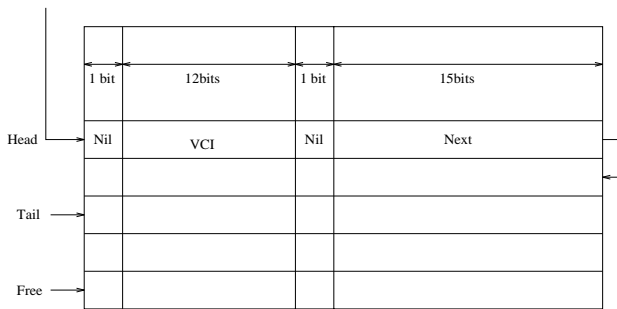 1 bit 12bits 1 bit 15bits
Head Nil VCI Nil Next
Tail
Free